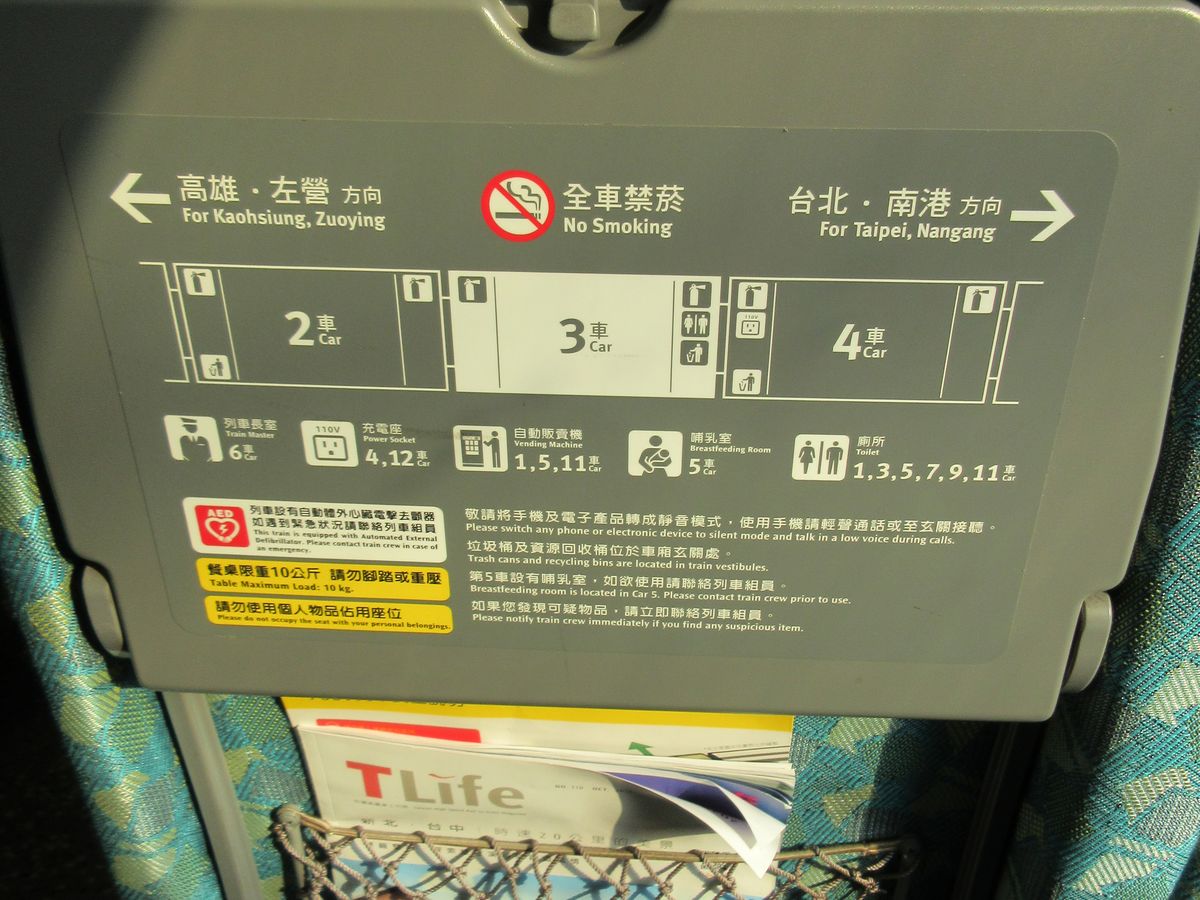 高雄・左營 方向
For Kaohsiung, Zuoying
全車禁菸
No Smoking
台北・南港 方向
For Taipei, Nangang
2車
Car
3車
Car
110V
4車
Car
列車長室
Train Master
6車
Car
110V
充電座
Power Socket
4,12車
Car
自動販賣機
Vending Machine
1,5,11車
Car
哺乳室
Breastfeeding Room
5車
Car
廁所
Toilet
1,3,5,7,9,11車
Car
AED
列車設有自動體外心臟電擊去顫器
如遇到緊急狀況請聯絡列車組員
This train is equipped with Automated External
Defibrillator. Please contact train crew in case of
an emergency.
餐桌限重10公斤 請勿腳踏或重壓
Table Maximum Load: 10 kg.
請勿使用個人物品佔用座位
Please do not occupy the seat with your personal belongings.
敬請將手機及電子產品轉成靜音模式，使用手機請輕聲通話或至玄關接聽。
Please switch any phone or electronic device to silent mode and talk in a low voice during calls.
垃圾桶及資源回收桶位於車廂玄關處。
Trash cans and recycling bins are located in train vestibules.
第5車設有哺乳室，如欲使用請聯絡列車組員。
Breastfeeding room is located in Car 5. Please contact train crew prior to use.
如果您發現可疑物品，請立即聯絡列車組員。
Please notify train crew immediately if you find any suspicious item.
TLife
新北 台中 時速20公里的